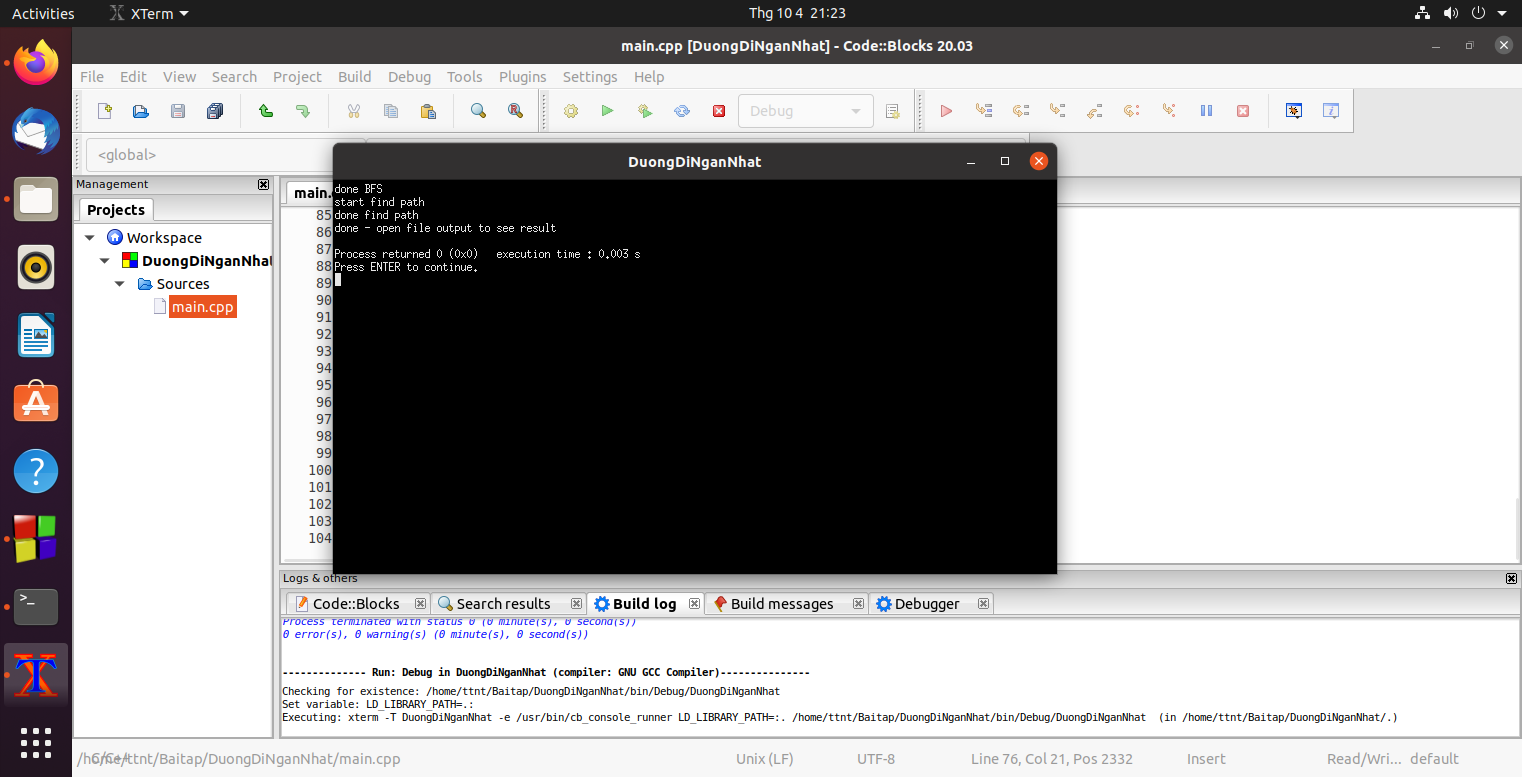 Activities XTerm Thg 10 4 21:23
main.cpp [DuongDiNganNhat] - Code::Blocks 20.03
File Edit View Search Project Build Debug Tools Plugins Settings Help
Debug
<global>
DuongDiNganNhat
Management
main.
Projects
Workspace
DuongDiNganNhat
Sources
main.cpp
done BFS
start find path
done find path
done - open file output to see result
Process returned 0 (0x0) execution time : 0.003 s
Press ENTER to continue.
85
86
87
88
89
90
91
92
93
94
95
96
97
98
99
100
101
102
103
104
Logs & others
Code::Blocks Search results Build log Build messages Debugger
Process terminated with status 0 (0 minute(s), 0 second(s))
0 error(s), 0 warning(s) (0 minute(s), 0 second(s))
-------------- Run: Debug in DuongDiNganNhat (compiler: GNU GCC Compiler)---------------
Checking for existence: /home/ttnt/Baitap/DuongDiNganNhat/bin/Debug/DuongDiNganNhat
Set variable: LD_LIBRARY_PATH=.:
Executing: xterm -T DuongDiNganNhat -e /usr/bin/cb_console_runner LD_LIBRARY_PATH=:. /home/ttnt/Baitap/DuongDiNganNhat/bin/Debug/DuongDiNganNhat (in /home/ttnt/Baitap/DuongDiNganNhat/.)
/home/ttnt/Baitap/DuongDiNganNhat/main.cpp C/C++ Unix (LF) UTF-8 Line 76, Col 21, Pos 2332 Insert Read/Wri... default